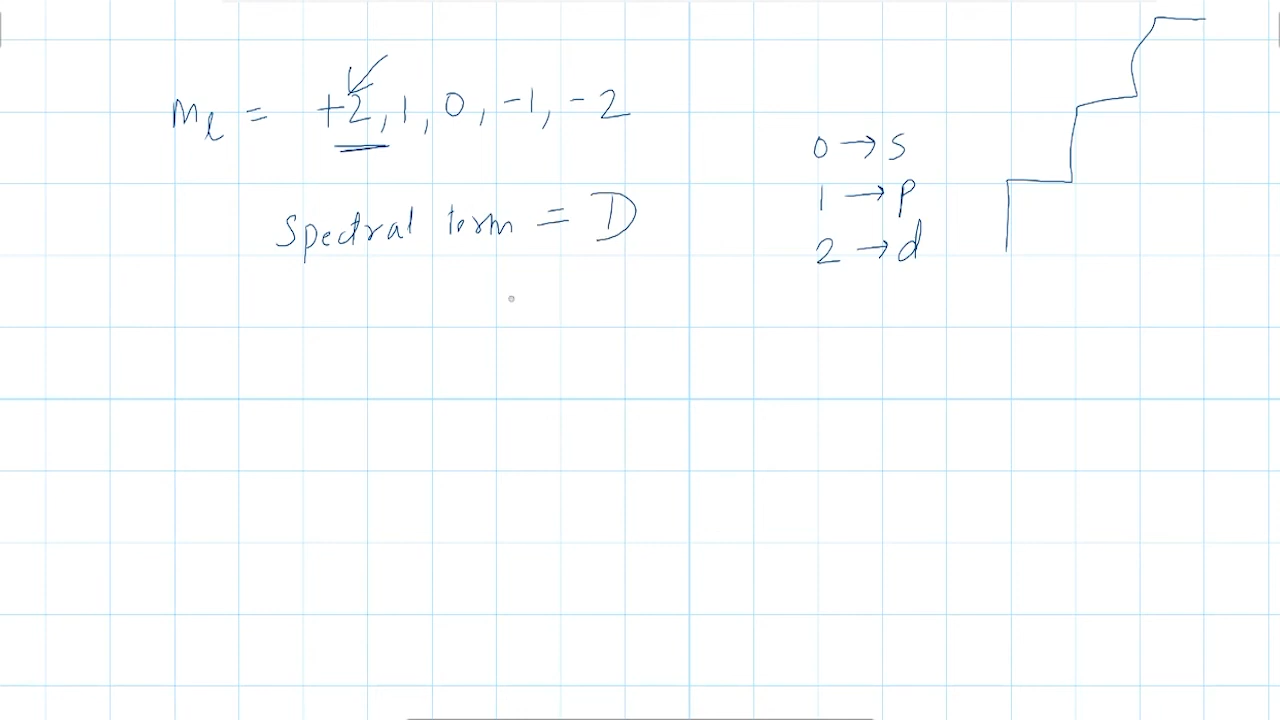 mℓ = +2, 1, 0, -1, -2
Spectral term = D
0 → s
1 → p
2 → d